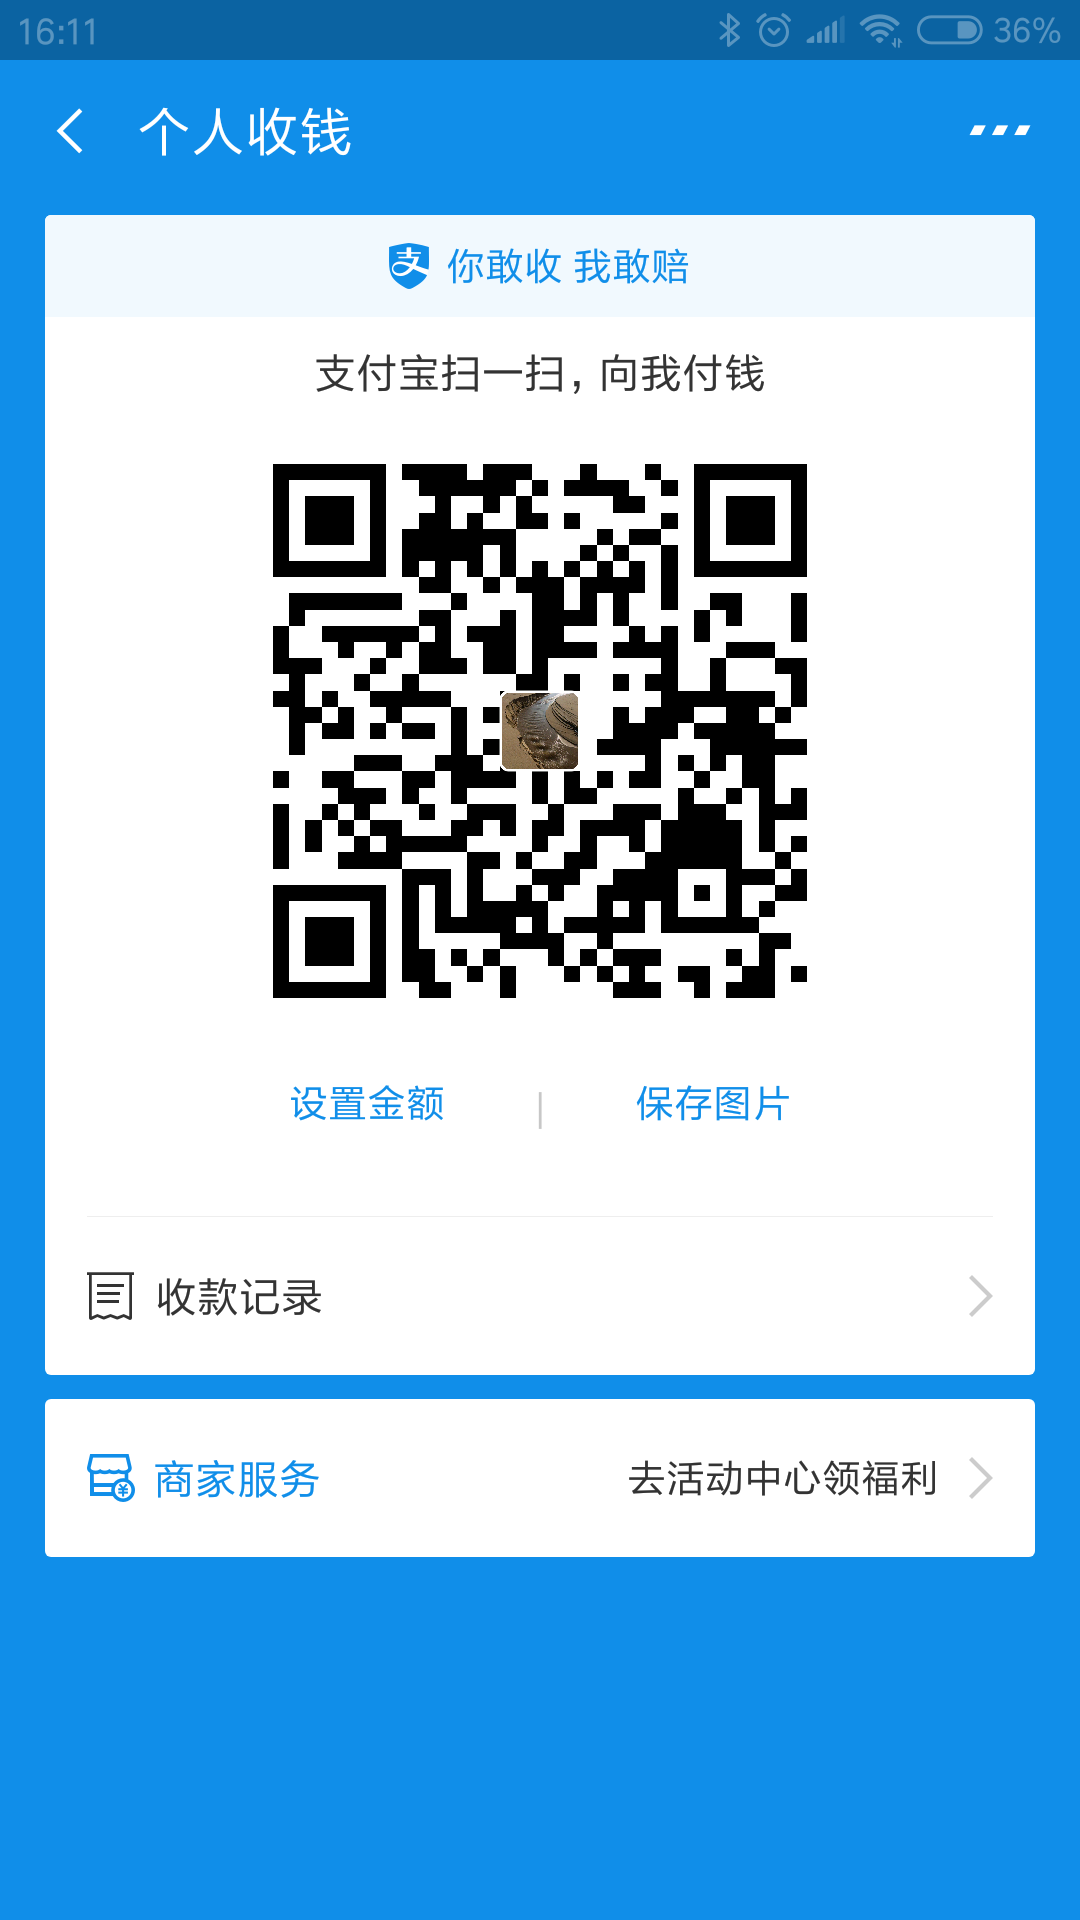 16:11 36%
个人收钱
支 你敢收 我敢赔
支付宝扫一扫，向我付钱
设置金额 | 保存图片
收款记录
商家服务 去活动中心领福利